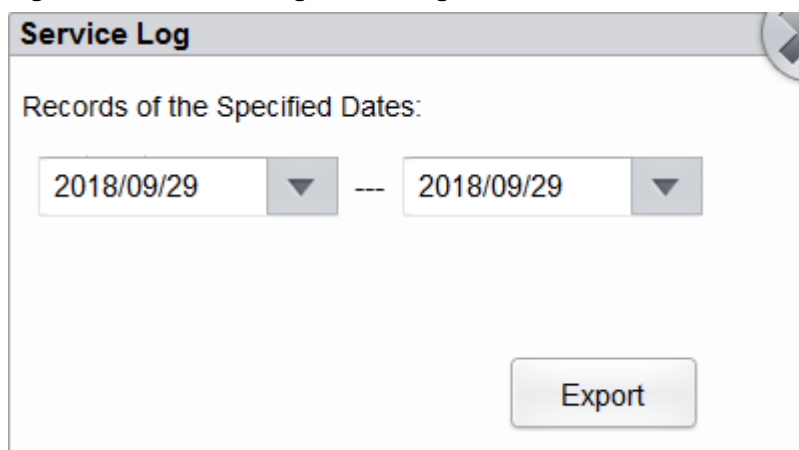 Service Log
Records of the Specified Dates:
2018/09/29 --- 2018/09/29
Export